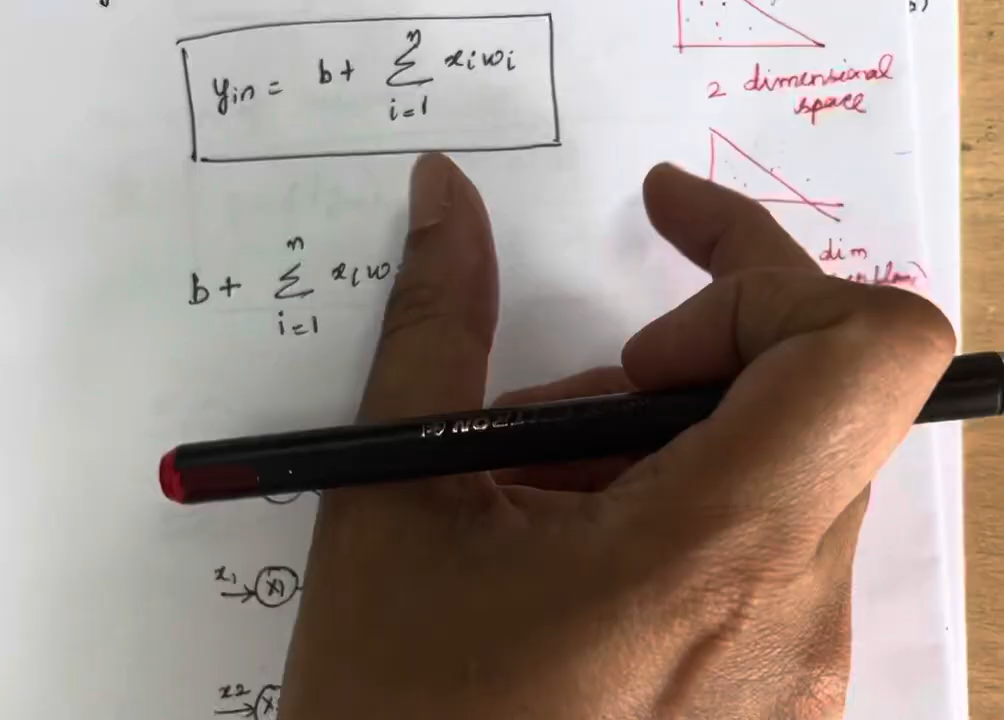 yin = b + n Σ i=1 xiwi
2 dimensional
space
b + n Σ i=1 xiw
dim
x1 X1
x2 X